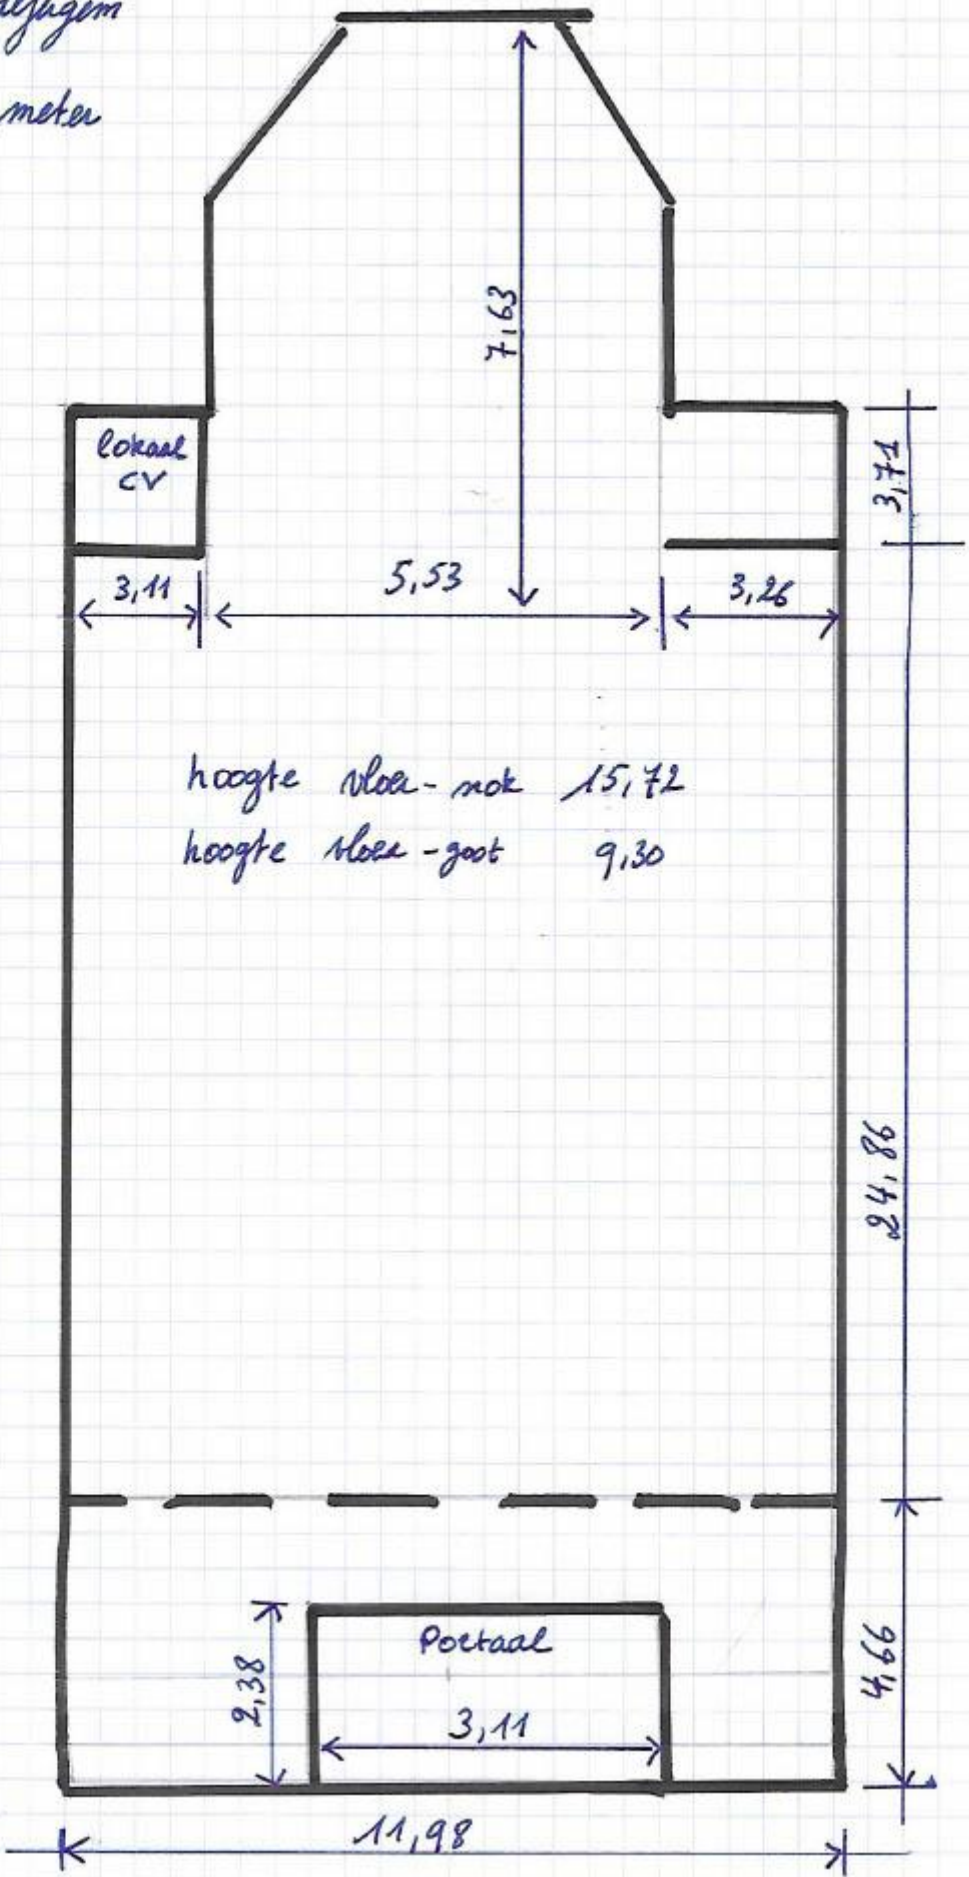 meter
7,63
lokaal
CV
3,71
3,11
5,53
3,26
hoogte vloer-nok 15,72
hoogte vloer-goot 9,30
24,86
Portaal
2,38
3,11
4,66
11,98